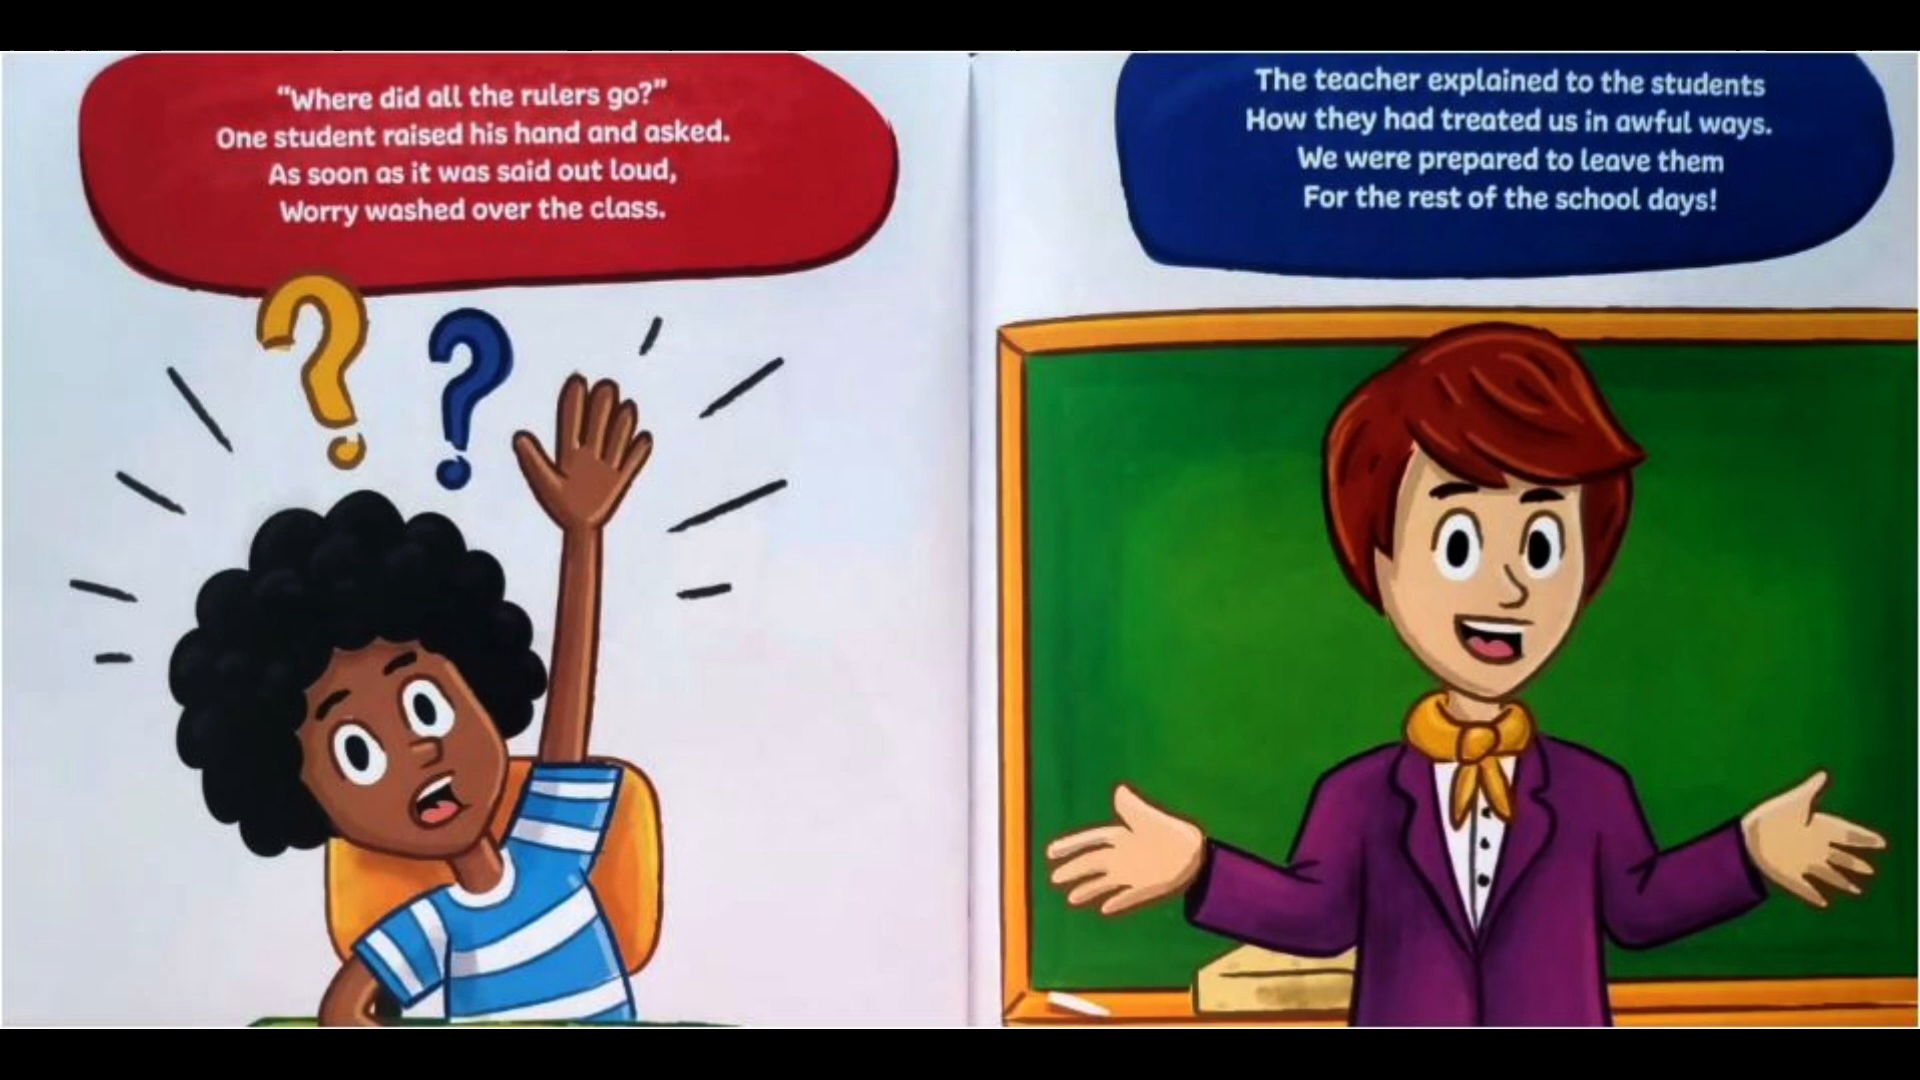 “Where did all the rulers go?”
One student raised his hand and asked.
As soon as it was said out loud,
Worry washed over the class.
The teacher explained to the students
How they had treated us in awful ways.
We were prepared to leave them
For the rest of the school days!